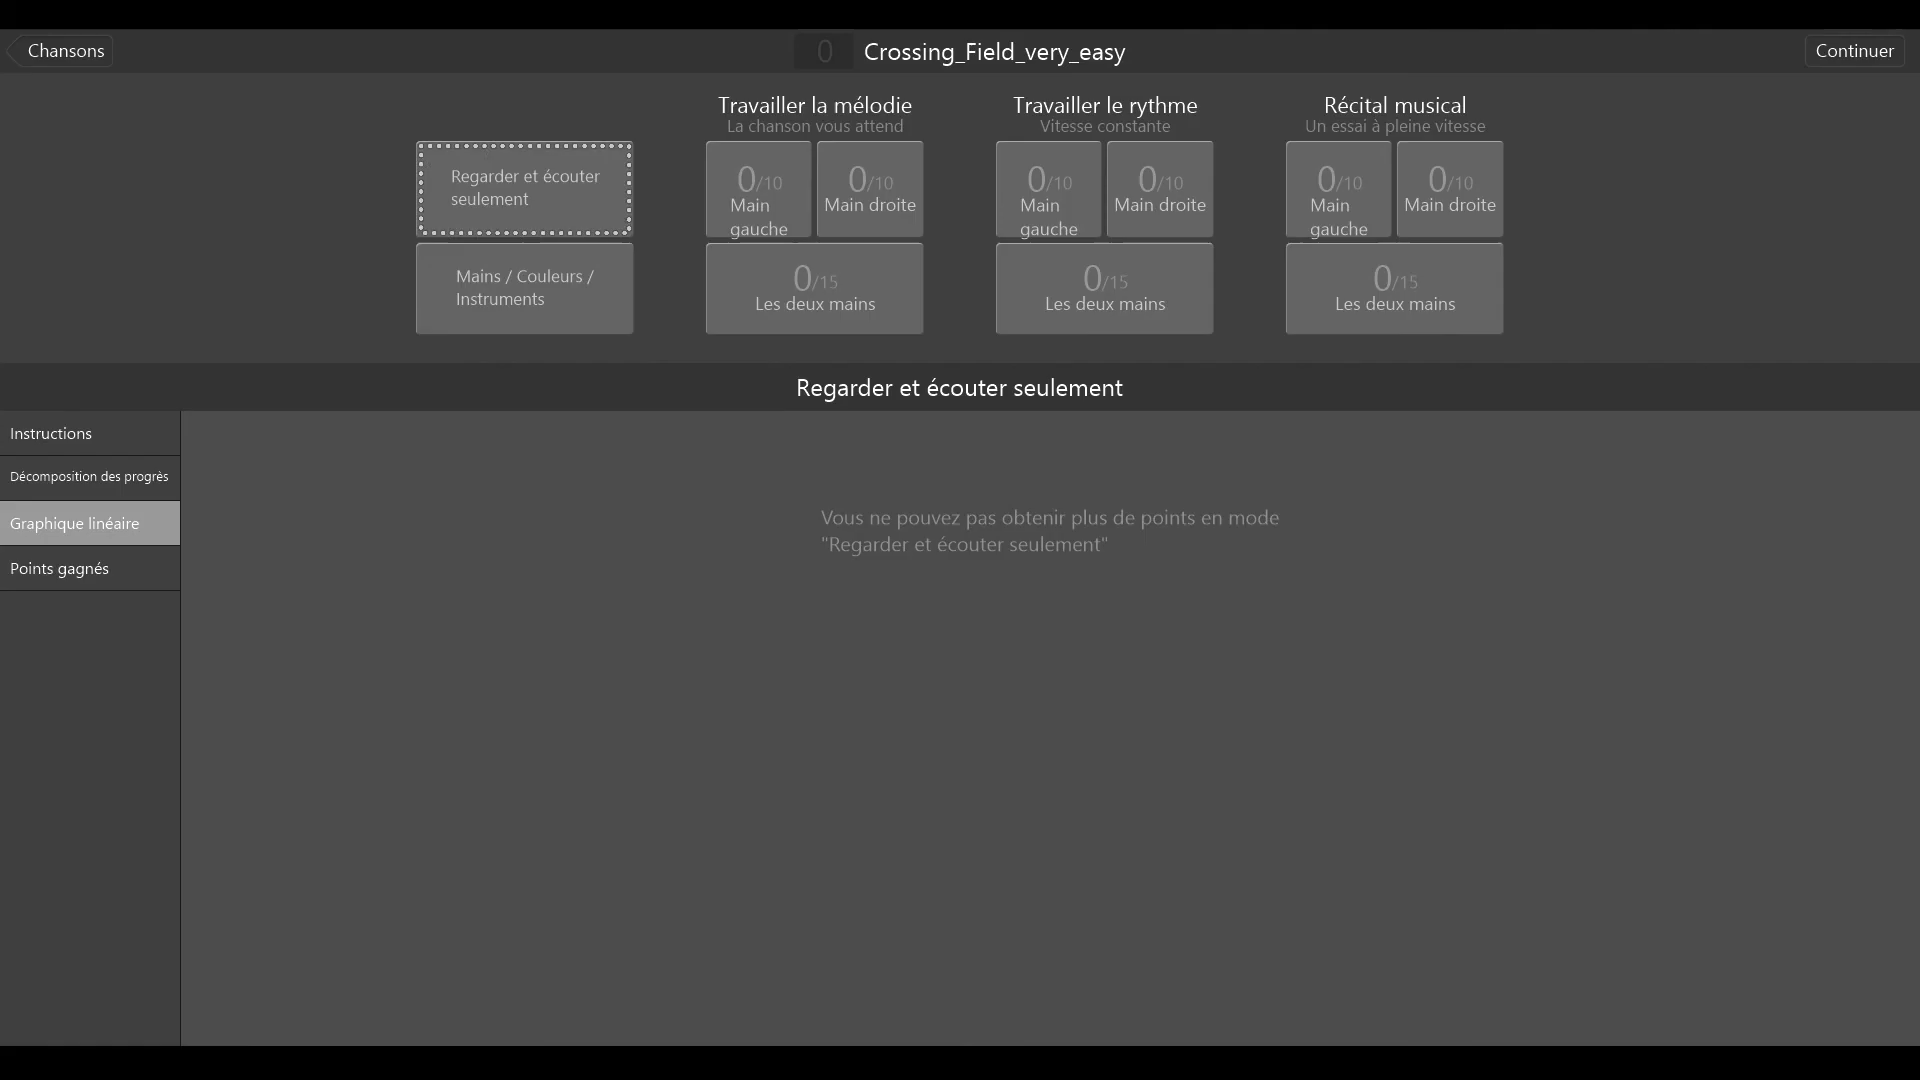 Chansons
0 Crossing_Field_very_easy
Continuer
Travailler la mélodie
La chanson vous attend
Travailler le rythme
Vitesse constante
Récital musical
Un essai à pleine vitesse
Regarder et écouter
seulement
0/10
Main
gauche
0/10
Main droite
0/10
Main
gauche
0/10
Main droite
0/10
Main
gauche
0/10
Main droite
Mains / Couleurs /
Instruments
0/15
Les deux mains
0/15
Les deux mains
0/15
Les deux mains
Regarder et écouter seulement
Instructions
Décomposition des progrès
Graphique linéaire
Points gagnés
Vous ne pouvez pas obtenir plus de points en mode
"Regarder et écouter seulement"